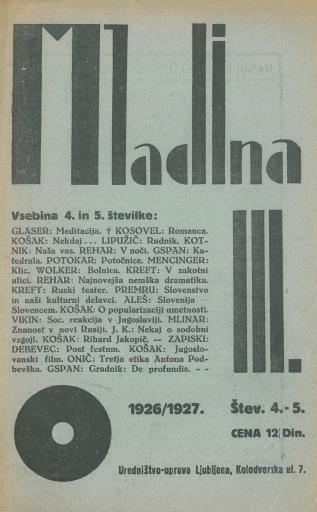 Mladina
III.
Vsebina 4. in 5. številke:
GLASER: Meditacija. † KOSOVEL: Romanca.
KOŠAK: Nekdaj . . . LIPUŽIČ: Rudnik. KOT-
NIK: Naša vas. REHAR: V noči. GSPAN: Ka-
tedrala. POTOKAR: Potočnice. MENCINGER:
Klic. WOLKER: Bolnica. KREFT: V zakotni
ulici. REHAR: Najnovejša nemška dramatika.
KREFT: Ruski teater. PREMRU: Slovenstvo
in naši kulturni delavci. ALEŠ: Slovenija —
Slovencem. KOŠAK: O popularizaciji umetnosti.
VIKIN: Soc. reakcija v Jugoslaviji. MLINAR:
Znanost v novi Rusiji. J. K.: Nekaj o sodobni
vzgoji. KOŠAK: Rihard Jakopič. — ZAPISKI:
DEBEVEC: Post festum. KOŠAK: Jugoslo-
vanski film. ONIČ: Tretja etika Antona Pod-
bevška. GSPAN: Gradnik: De profundis. - -
1926/1927. Štev. 4.-5.
CENA 12 Din.
Uredništvo-uprava Ljubljana, Kolodvorska ul. 7.